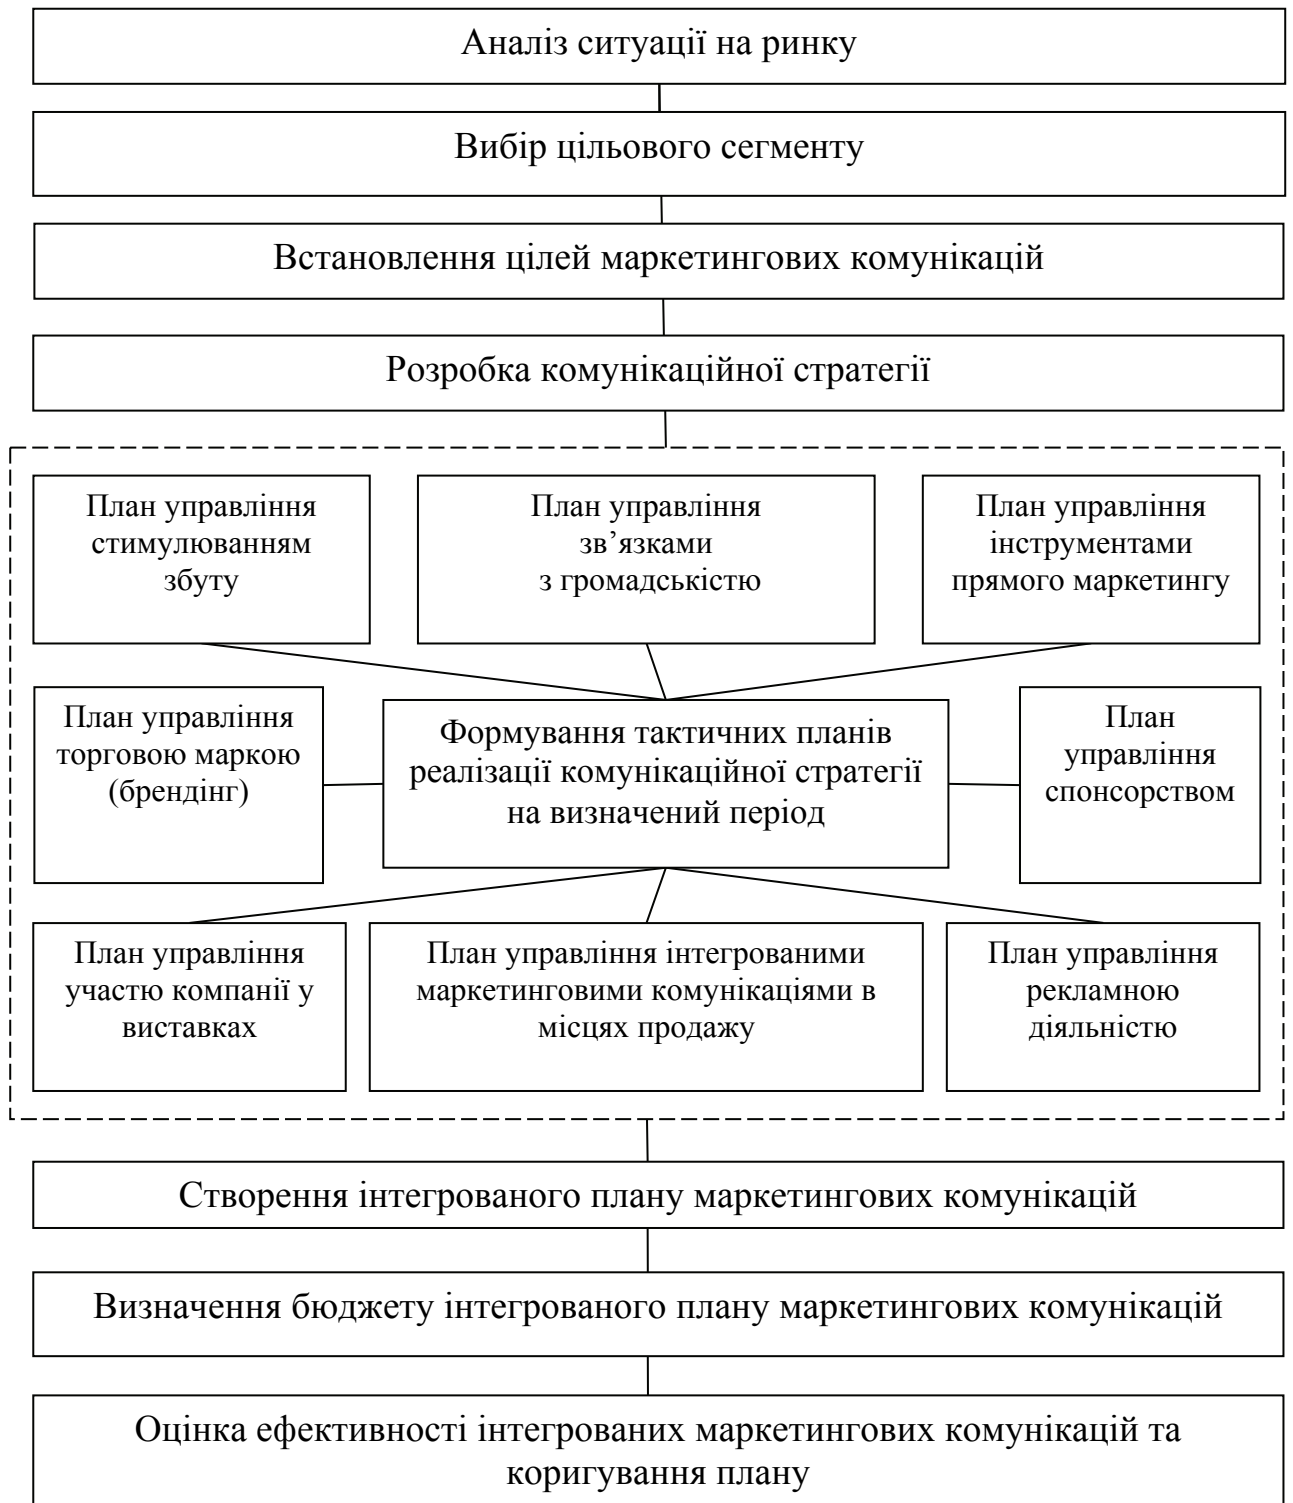 Аналіз ситуації на ринку
Вибір цільового сегменту
Встановлення цілей маркетингових комунікацій
Розробка комунікаційної стратегії
План управління
стимулюванням
збуту
План управління
зв’язками
з громадськістю
План управління
інструментами
прямого маркетингу
План управління
торговою маркою
(брендінг)
Формування тактичних планів
реалізації комунікаційної стратегії
на визначений період
План
управління
спонсорством
План управління
участю компанії у
виставках
План управління інтегрованими
маркетинговими комунікаціями в
місцях продажу
План управління
рекламною
діяльністю
Створення інтегрованого плану маркетингових комунікацій
Визначення бюджету інтегрованого плану маркетингових комунікацій
Оцінка ефективності інтегрованих маркетингових комунікацій та
коригування плану